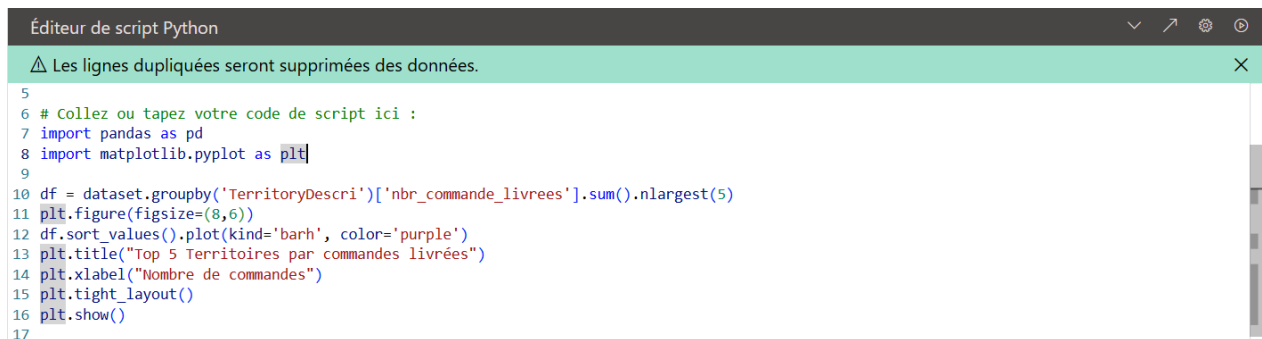 Éditeur de script Python
⚠ Les lignes dupliquées seront supprimées des données.
5
6 # Collez ou tapez votre code de script ici :
7 import pandas as pd
8 import matplotlib.pyplot as plt
9
10 df = dataset.groupby('TerritoryDescri')['nbr_commande_livrees'].sum().nlargest(5)
11 plt.figure(figsize=(8,6))
12 df.sort_values().plot(kind='barh', color='purple')
13 plt.title("Top 5 Territoires par commandes livrées")
14 plt.xlabel("Nombre de commandes")
15 plt.tight_layout()
16 plt.show()
17